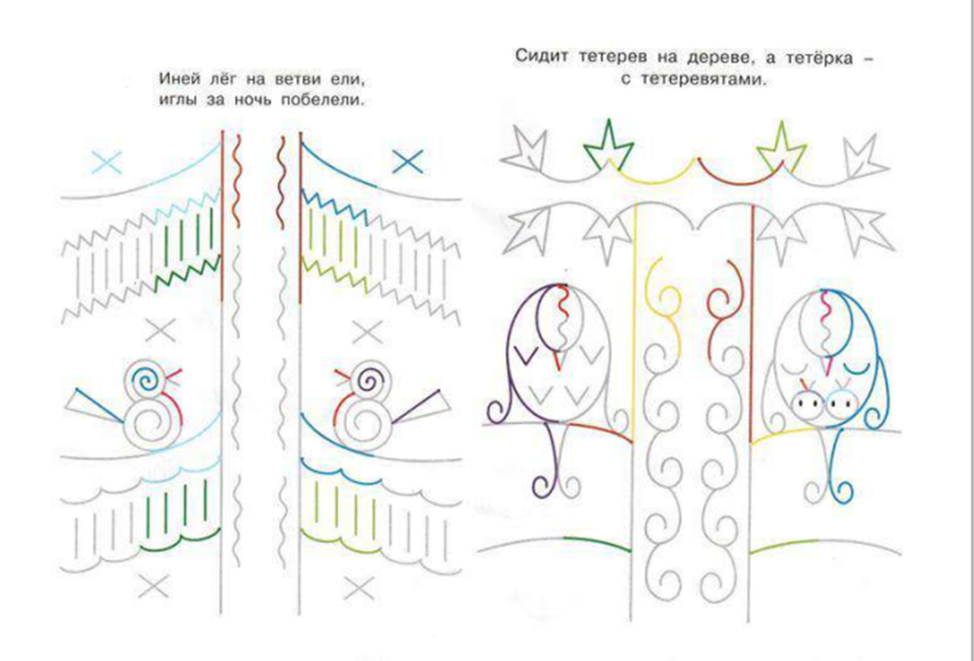 Иней лёг на ветви ели,
иглы за ночь побелели.
Сидит тетерев на дереве, а тетёрка –
с тетеревятами.